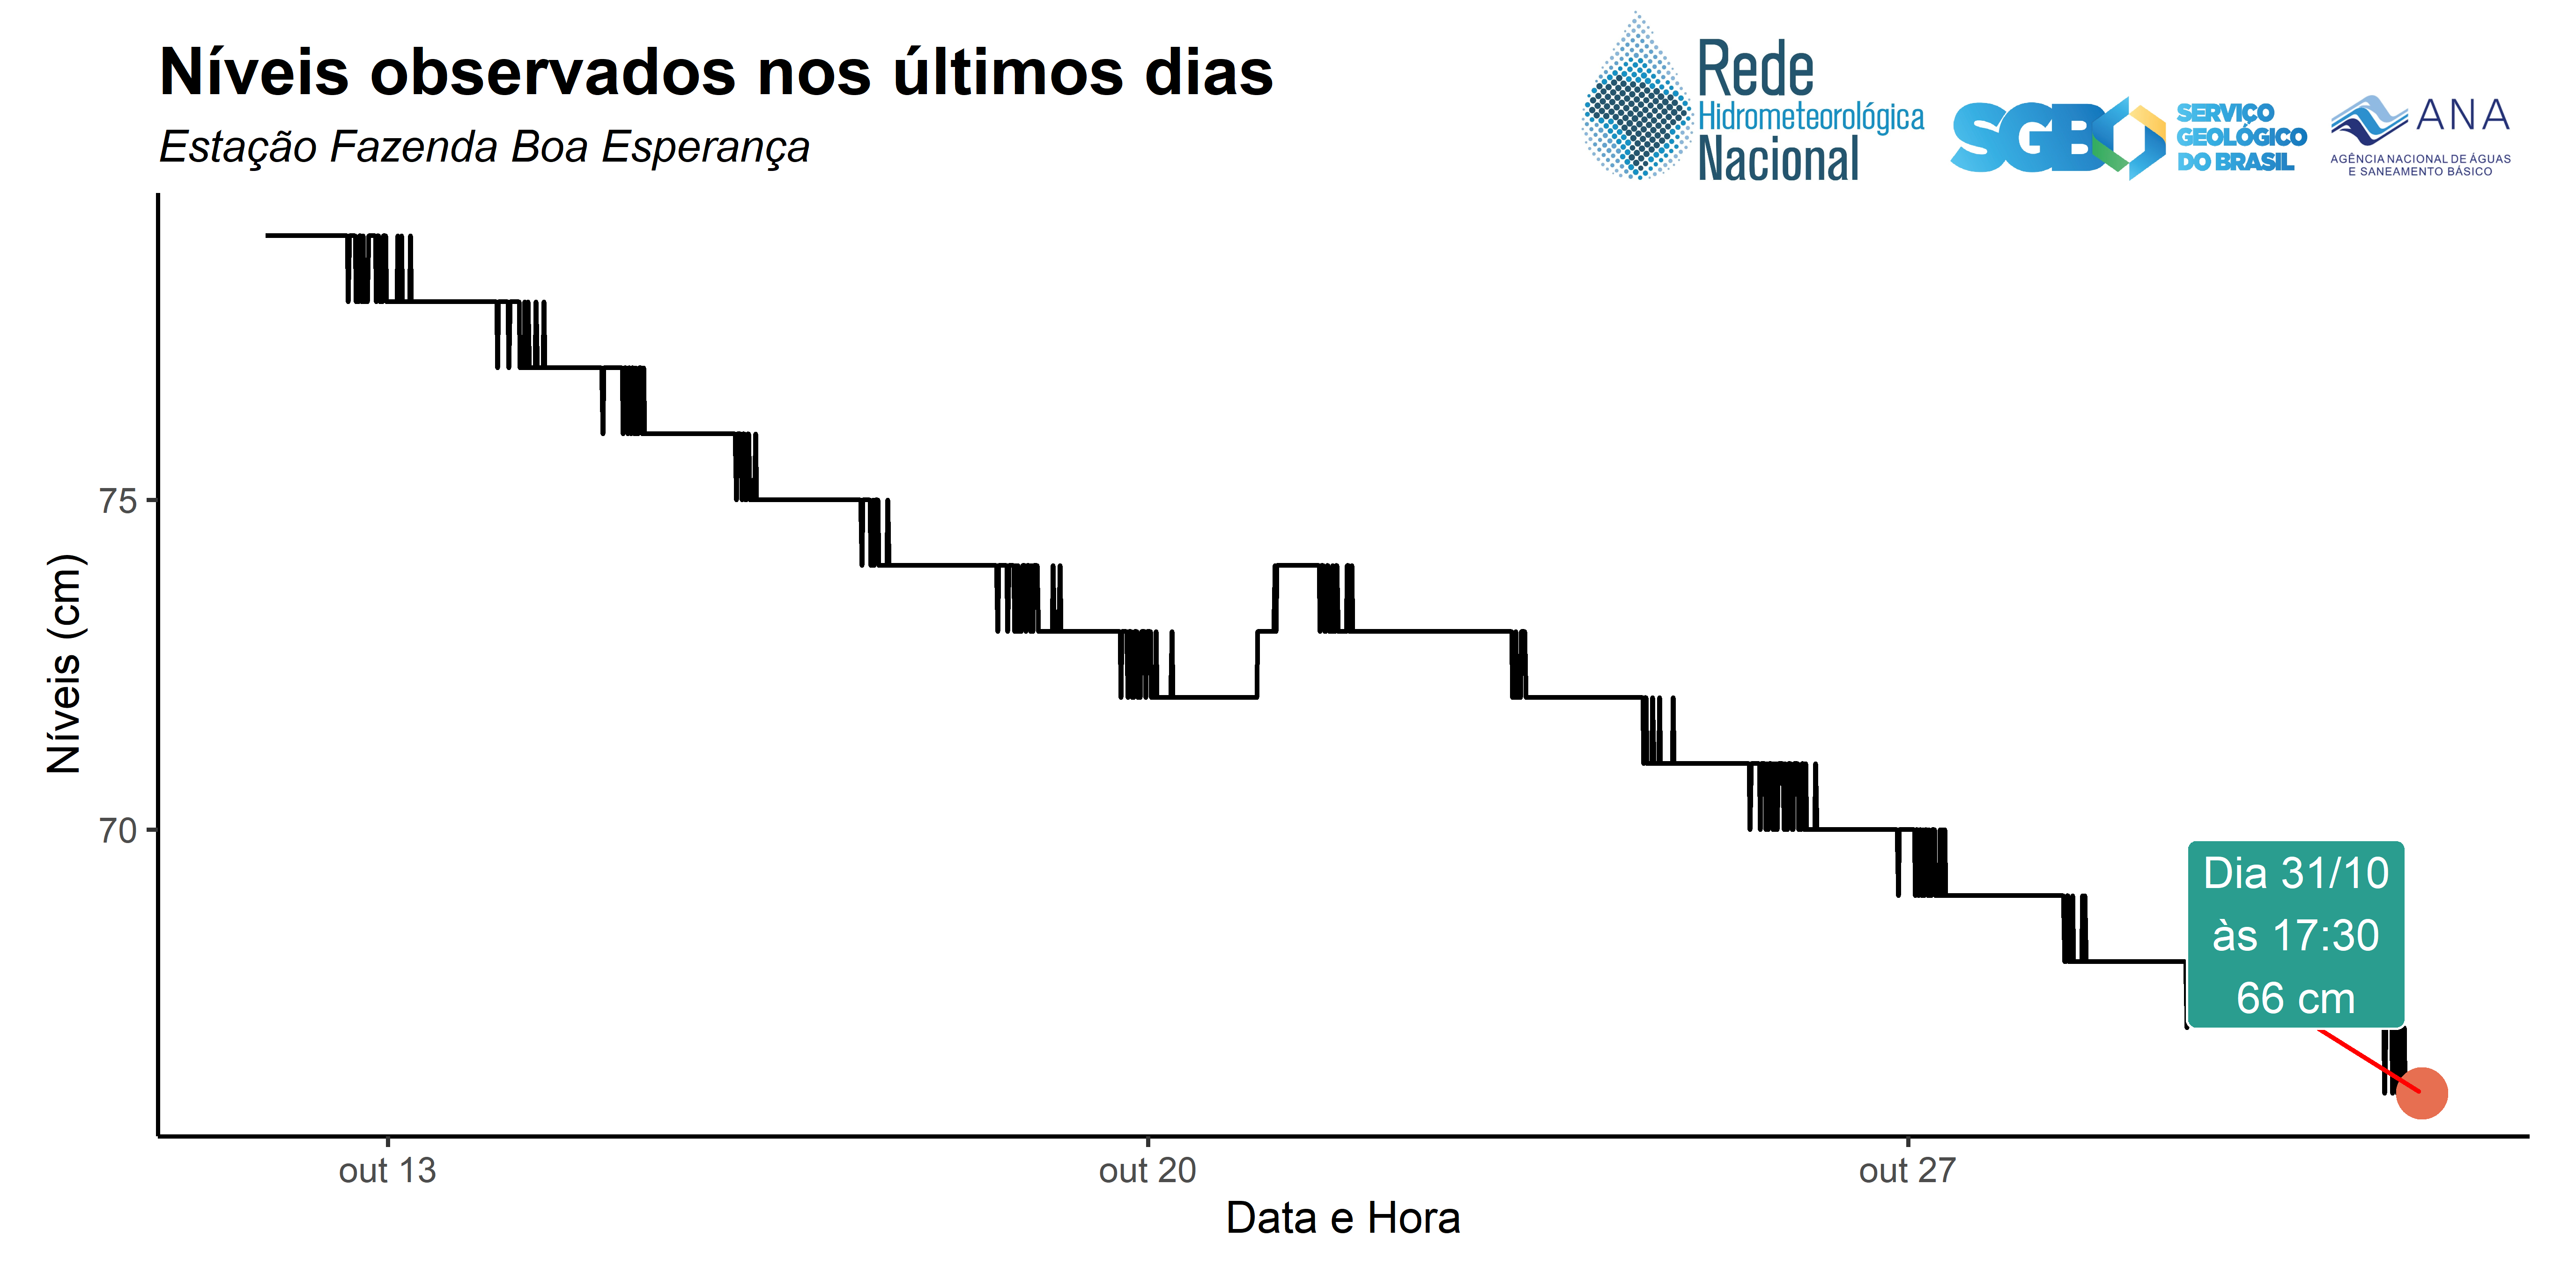 Níveis observados nos últimos dias
Estação Fazenda Boa Esperança
Rede
Hidrometeorológica
Nacional
SGB
SERVIÇO
GEOLÓGICO
DO BRASIL
ANA
AGÊNCIA NACIONAL DE ÁGUAS
E SANEAMENTO BÁSICO
Níveis (cm)
75
70
Dia 31/10
às 17:30
66 cm
out 13
out 20
out 27
Data e Hora